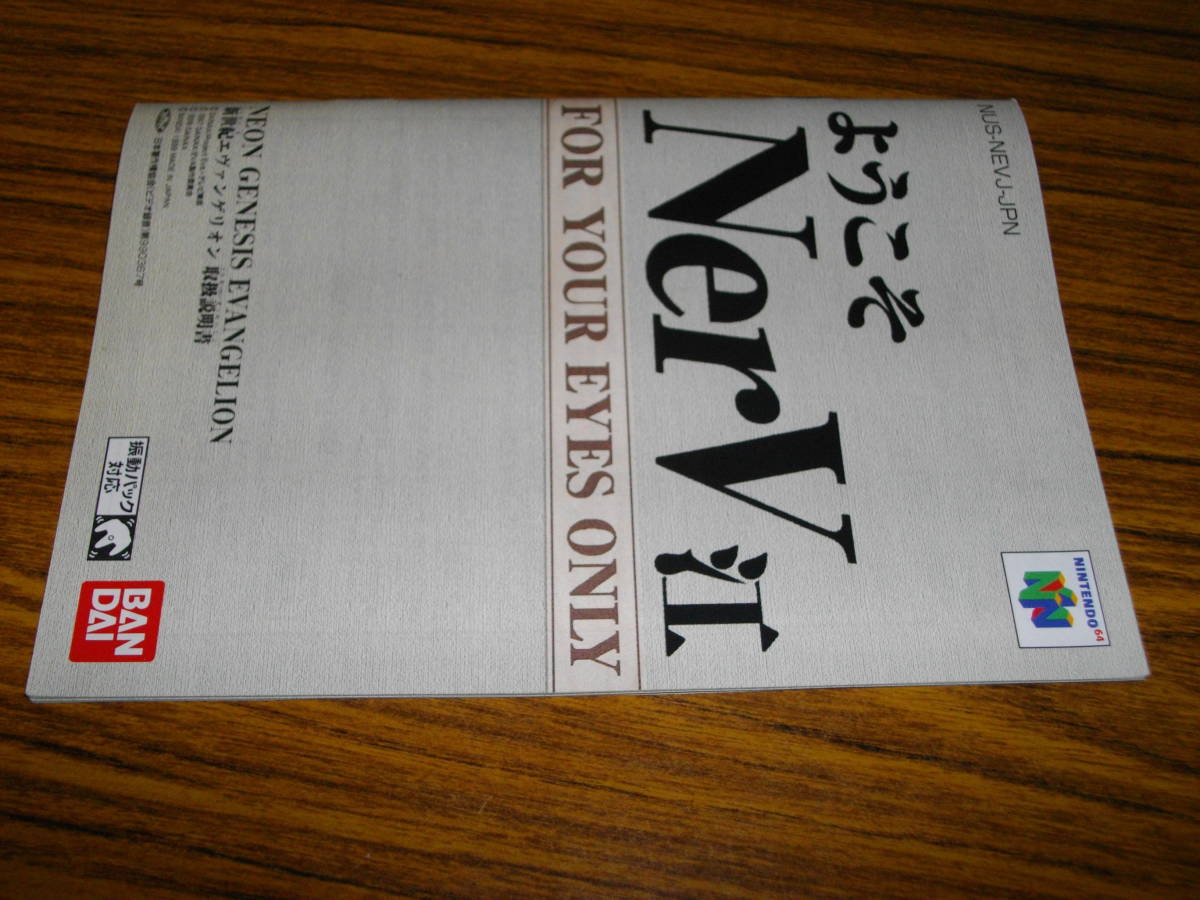 NUS-NEVJ-JPN
ようこそ
NerV江
FOR YOUR EYES ONLY
NINTENDO 64
NEON GENESIS EVANGELION
新世紀エヴァンゲリオン 取扱説明書
振動パック
対応
BAN
DAI